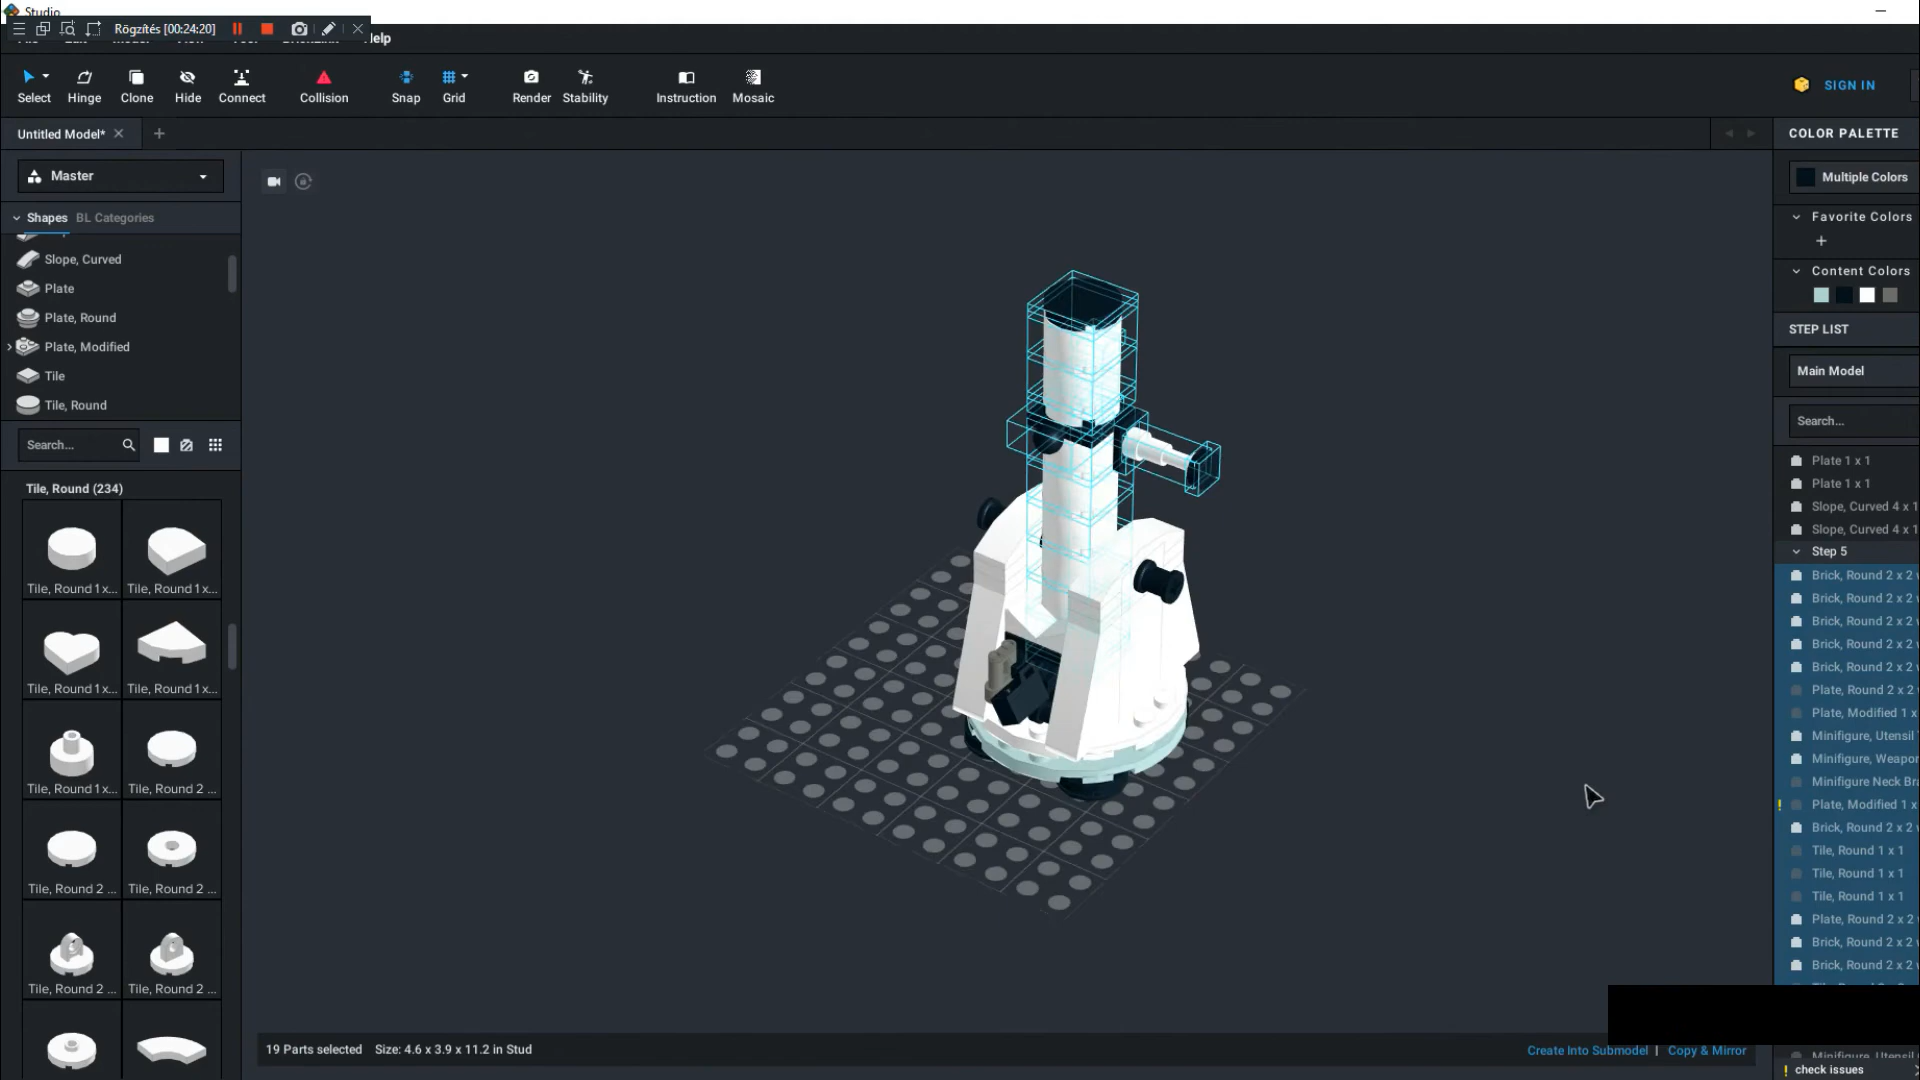 Studio
Rögzítés [00:24:20]
Help
Select
Hinge
Clone
Hide
Connect
Collision
Snap
Grid
Render
Stability
Instruction
Mosaic
SIGN IN
Untitled Model*
COLOR PALETTE
Master
Multiple Colors
Shapes
BL Categories
Favorite Colors
Slope, Curved
Plate
Plate, Round
Plate, Modified
Tile
Tile, Round
Content Colors
STEP LIST
Main Model
Search...
Search...
Tile, Round (234)
Tile, Round 1x...
Tile, Round 1x...
Tile, Round 1x...
Tile, Round 1x...
Tile, Round 1x...
Tile, Round 2 ...
Tile, Round 2 ...
Tile, Round 2 ...
Tile, Round 2 ...
Tile, Round 2 ...
Plate 1 x 1
Plate 1 x 1
Slope, Curved 4 x 1
Slope, Curved 4 x 1
Step 5
Brick, Round 2 x 2
Brick, Round 2 x 2
Brick, Round 2 x 2
Brick, Round 2 x 2
Brick, Round 2 x 2
Plate, Round 2 x 2
Plate, Modified 1 x
Minifigure, Utensil
Minifigure, Weapon
Minifigure Neck Br
Plate, Modified 1 x
Brick, Round 2 x 2
Tile, Round 1 x 1
Tile, Round 1 x 1
Tile, Round 1 x 1
Plate, Round 2 x 2
Brick, Round 2 x 2
Brick, Round 2 x 2
Minifigure, Utensil
19 Parts selected Size: 4.6 x 3.9 x 11.2 in Stud
Create Into Submodel | Copy & Mirror
! check issues